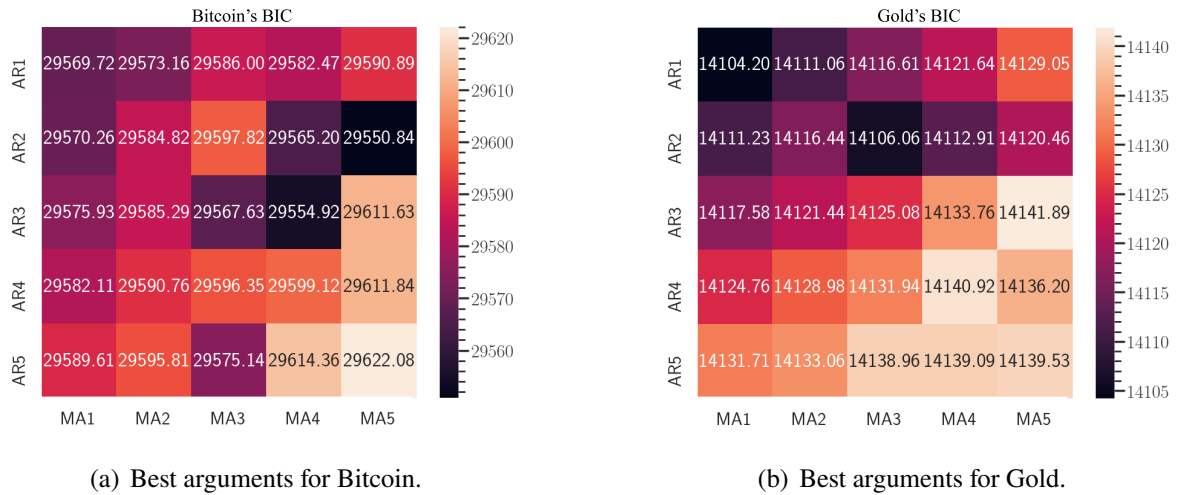 Bitcoin's BIC
AR1 29569.72 29573.16 29586.00 29582.47 29590.89
AR2 29570.26 29584.82 29597.82 29565.20 29550.84
AR3 29575.93 29585.29 29567.63 29554.92 29611.63
AR4 29582.11 29590.76 29596.35 29599.12 29611.84
AR5 29589.61 29595.81 29575.14 29614.36 29622.08
MA1 MA2 MA3 MA4 MA5
29620
29610
29600
29590
29580
29570
29560
(a) Best arguments for Bitcoin.
Gold's BIC
AR1 14104.20 14111.06 14116.61 14121.64 14129.05
AR2 14111.23 14116.44 14106.06 14112.91 14120.46
AR3 14117.58 14121.44 14125.08 14133.76 14141.89
AR4 14124.76 14128.98 14131.94 14140.92 14136.20
AR5 14131.71 14133.06 14138.96 14139.09 14139.53
MA1 MA2 MA3 MA4 MA5
14140
14135
14130
14125
14120
14115
14110
14105
(b) Best arguments for Gold.